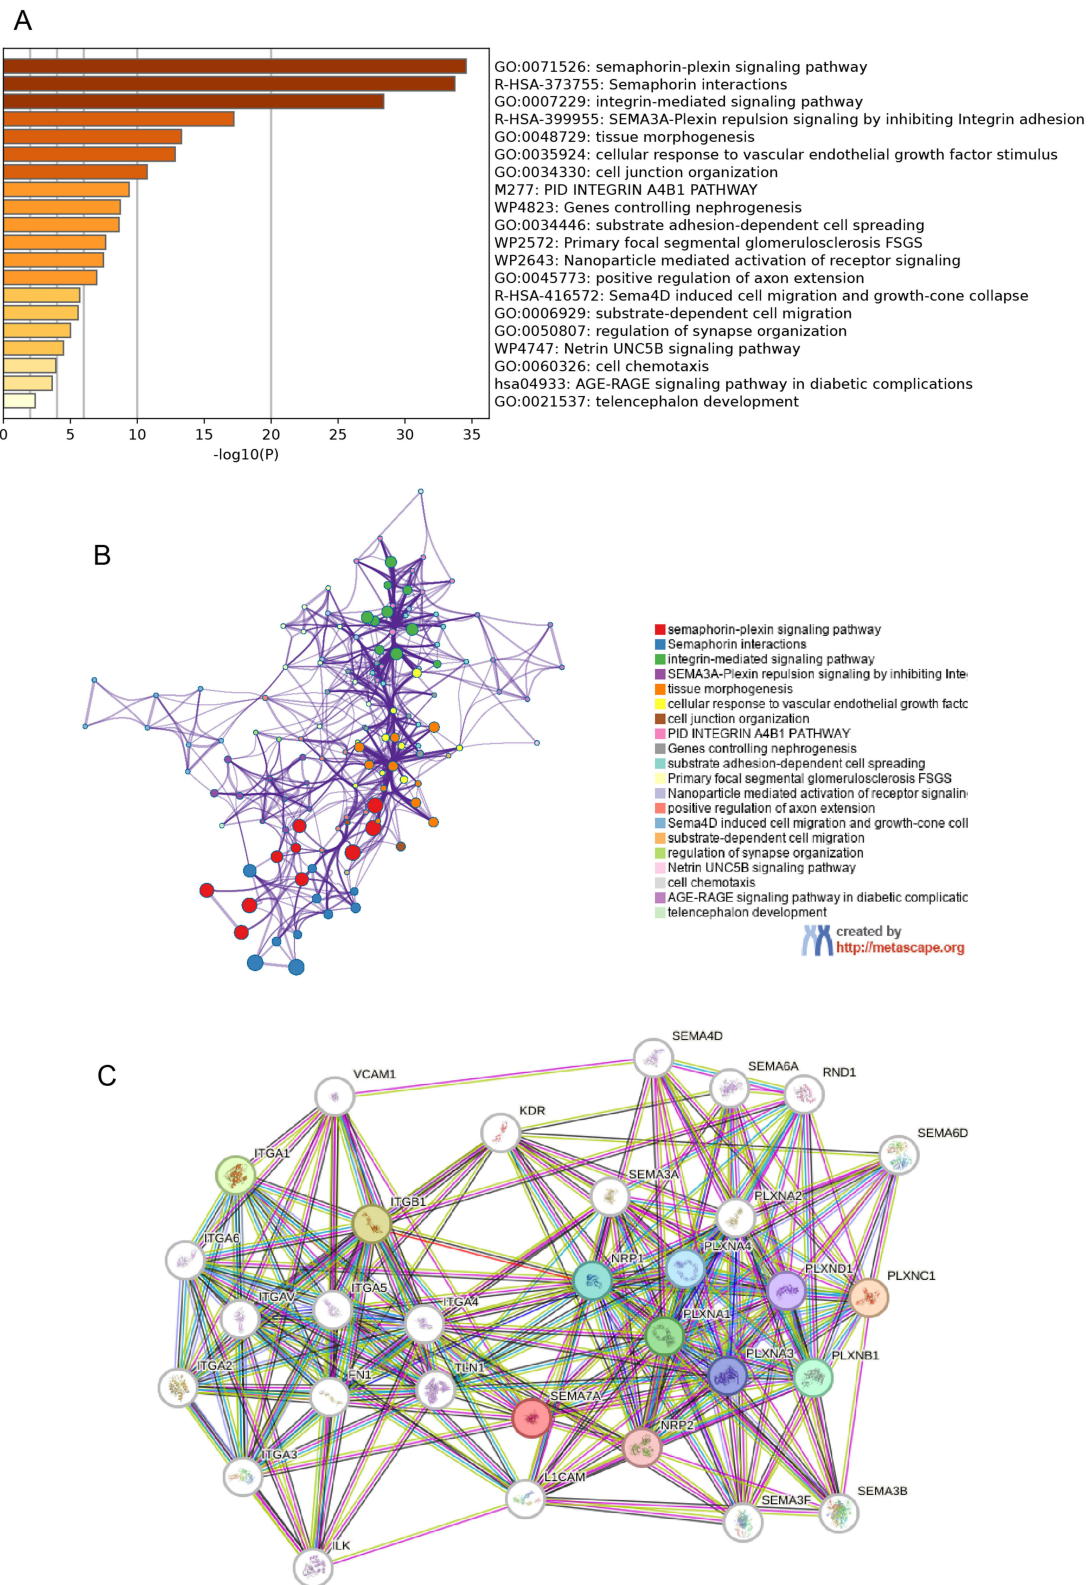 A
GO:0071526: semaphorin-plexin signaling pathway
R-HSA-373755: Semaphorin interactions
GO:0007229: integrin-mediated signaling pathway
R-HSA-399955: SEMA3A-Plexin repulsion signaling by inhibiting Integrin adhesion
GO:0048729: tissue morphogenesis
GO:0035924: cellular response to vascular endothelial growth factor stimulus
GO:0034330: cell junction organization
M277: PID INTEGRIN A4B1 PATHWAY
WP4823: Genes controlling nephrogenesis
GO:0034446: substrate adhesion-dependent cell spreading
WP2572: Primary focal segmental glomerulosclerosis FSGS
WP2643: Nanoparticle mediated activation of receptor signaling
GO:0045773: positive regulation of axon extension
R-HSA-416572: Sema4D induced cell migration and growth-cone collapse
GO:0006929: substrate-dependent cell migration
GO:0050807: regulation of synapse organization
WP4747: Netrin UNC5B signaling pathway
GO:0060326: cell chemotaxis
hsa04933: AGE-RAGE signaling pathway in diabetic complications
GO:0021537: telencephalon development
0 5 10 15 20 25 30 35
-log10(P)
B
semaphorin-plexin signaling pathway
Semaphorin interactions
integrin-mediated signaling pathway
SEMA3A-Plexin repulsion signaling by inhibiting Inte
tissue morphogenesis
cellular response to vascular endothelial growth factc
cell junction organization
PID INTEGRIN A4B1 PATHWAY
Genes controlling nephrogenesis
substrate adhesion-dependent cell spreading
Primary focal segmental glomerulosclerosis FSGS
Nanoparticle mediated activation of receptor signalin
positive regulation of axon extension
Sema4D induced cell migration and growth-cone coll
substrate-dependent cell migration
regulation of synapse organization
Netrin UNC5B signaling pathway
cell chemotaxis
AGE-RAGE signaling pathway in diabetic complicatic
telencephalon development
created by
http://metascape.org
C
SEMA4D
SEMA6A
RND1
VCAM1
KDR
SEMA6D
ITGA1
SEMA3A
PLXNA2
ITGB1
ITGA6
NRP1
PLXNA4
PLXND1
PLXNC1
ITGAV
ITGA5
ITGA4
PLXNA1
PLXNA3
PLXNB1
ITGA2
FN1
TLN1
SEMA7A
NRP2
ITGA3
L1CAM
SEMA3F
SEMA3B
ILK